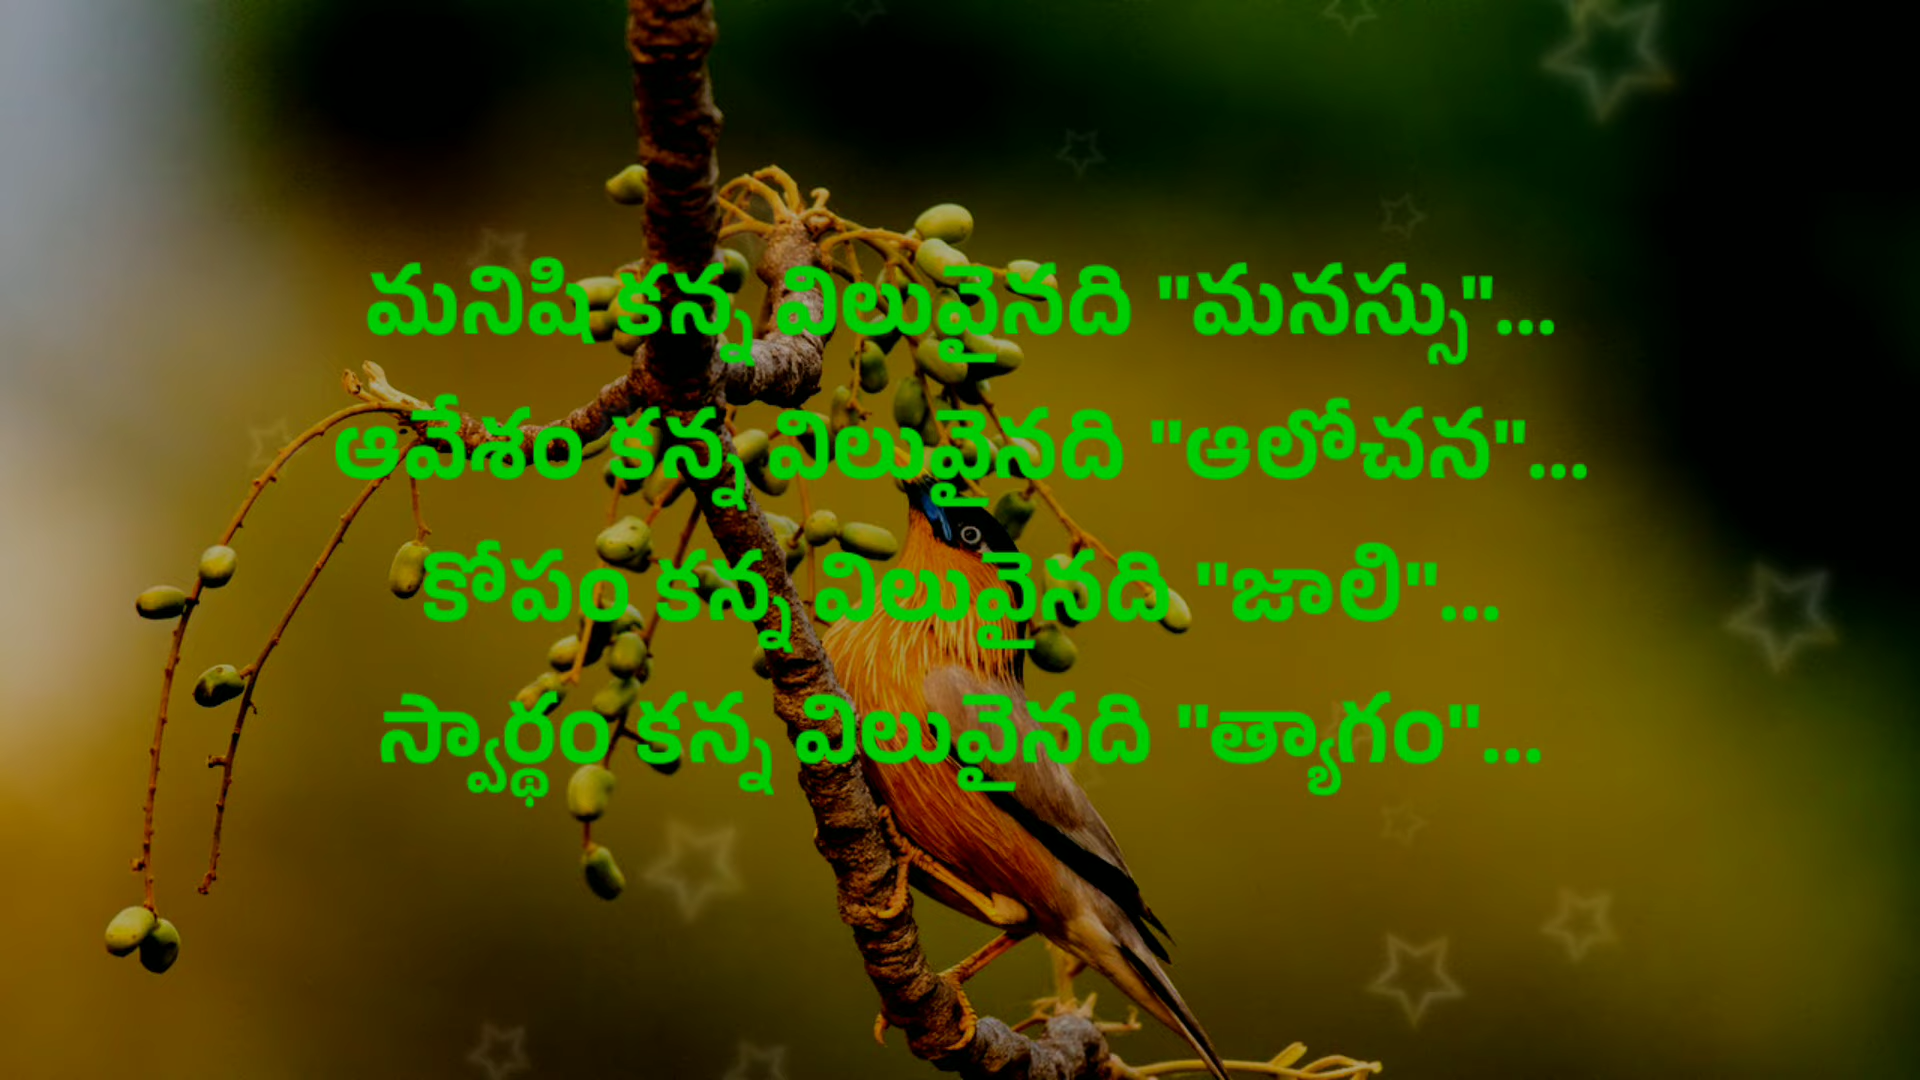 మనిషి కన్న విలువైనది "మనస్సు"...
ఆవేశం కన్న విలువైనది "ఆలోచన"...
కోపం కన్న విలువైనది "జాలి"...
స్వార్థం కన్న విలువైనది "త్యాగం"...